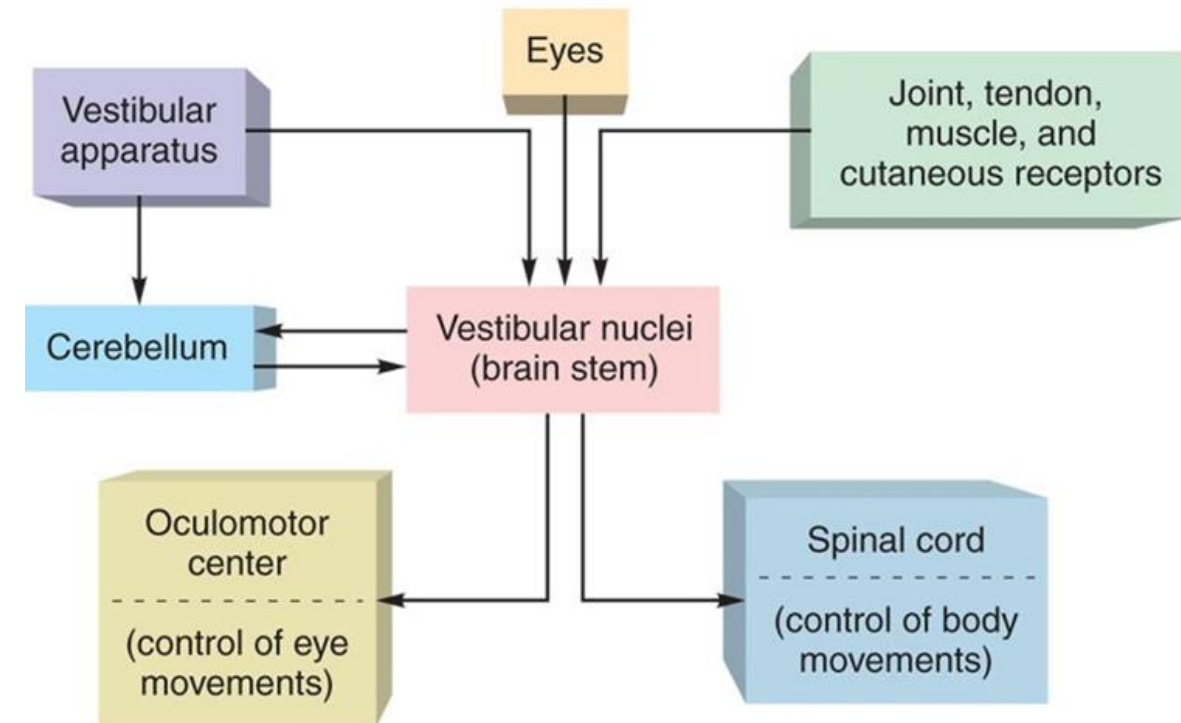 Eyes
Vestibular
apparatus
Joint, tendon,
muscle, and
cutaneous receptors
Cerebellum
Vestibular nuclei
(brain stem)
Oculomotor
center
(control of eye
movements)
Spinal cord
(control of body
movements)